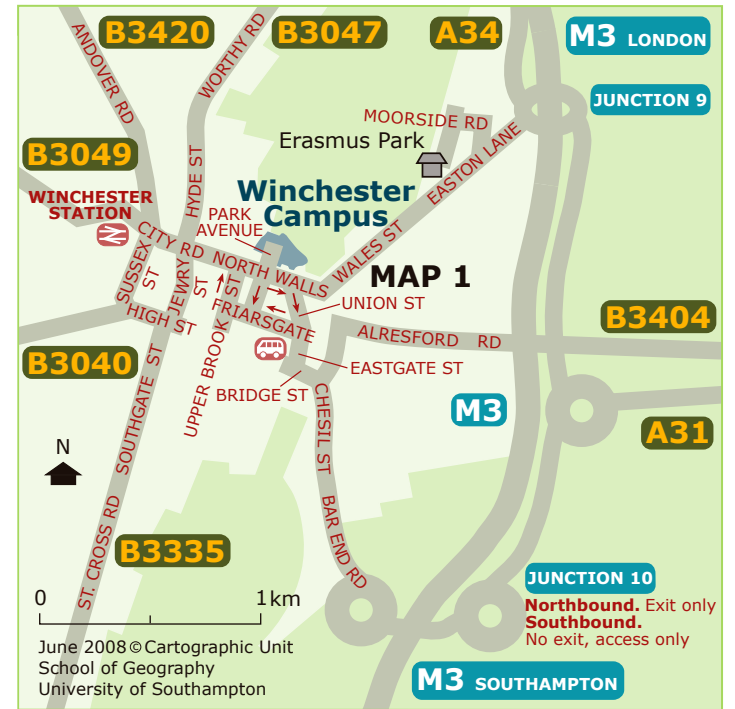 B3420
B3047
A34
M3 LONDON
ANDOVER RD
WORTHY RD
JUNCTION 9
MOORSIDE RD
Erasmus Park
EASTON LANE
B3049
HYDE ST
WINCHESTER
STATION
Winchester
Campus
PARK
AVENUE
CITY RD
NORTH WALLS
WALES ST
MAP 1
SUSSEX
ST
JEWRY
ST
UNION ST
HIGH ST
FRIARSGATE
UPPER BROOK ST
ALRESFORD RD
B3404
B3040
EASTGATE ST
BRIDGE ST
SOUTHGATE ST
CHESIL ST
M3
A31
N
BAR END RD
ST. CROSS RD
B3335
JUNCTION 10
Northbound. Exit only
Southbound.
No exit, access only
0 1km
June 2008 © Cartographic Unit
School of Geography
University of Southampton
M3 SOUTHAMPTON